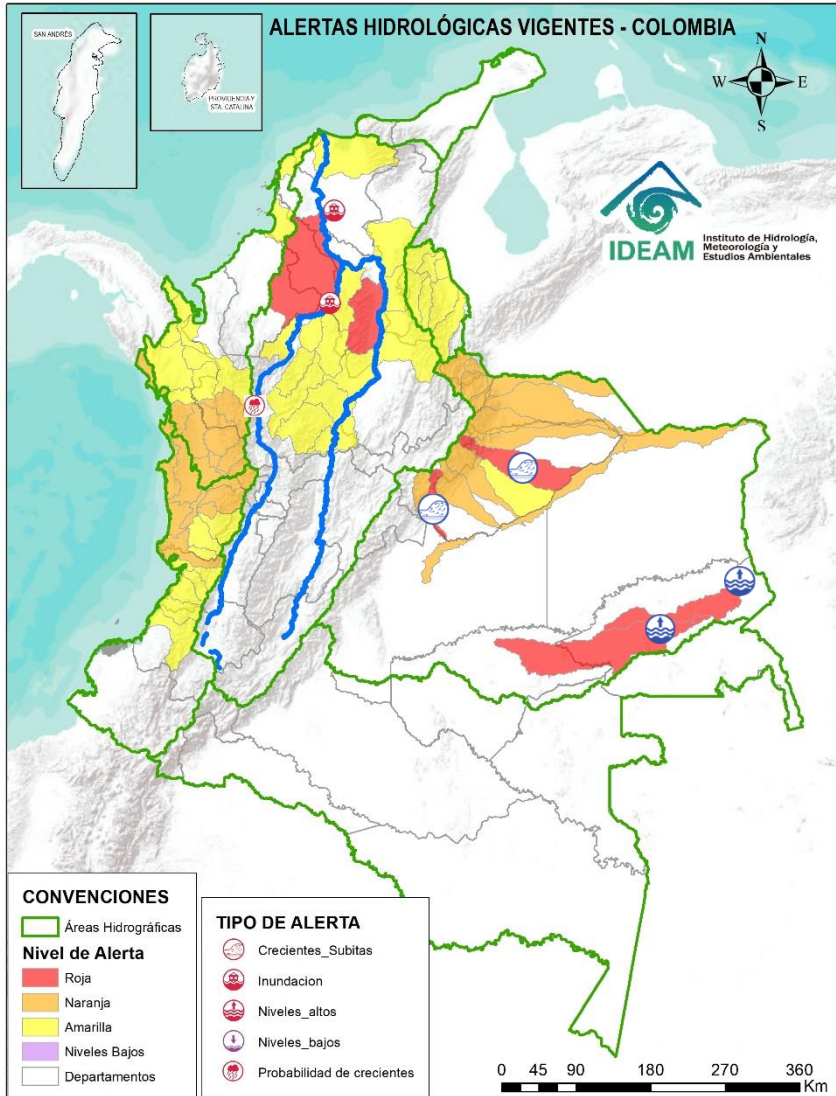 ALERTAS HIDROLÓGICAS VIGENTES - COLOMBIA
SAN ANDRÉS
PROVIDENCIA Y
STA. CATALINA
N
W
E
S
IDEAM
Instituto de Hidrología,
Meteorología y
Estudios Ambientales
CONVENCIONES
Áreas Hidrográficas
Nivel de Alerta
Roja
Naranja
Amarilla
Niveles Bajos
Departamentos
TIPO DE ALERTA
Crecientes_Subitas
Inundacion
Niveles_altos
Niveles_bajos
Probabilidad de crecientes
0 45 90 180 270 360
Km